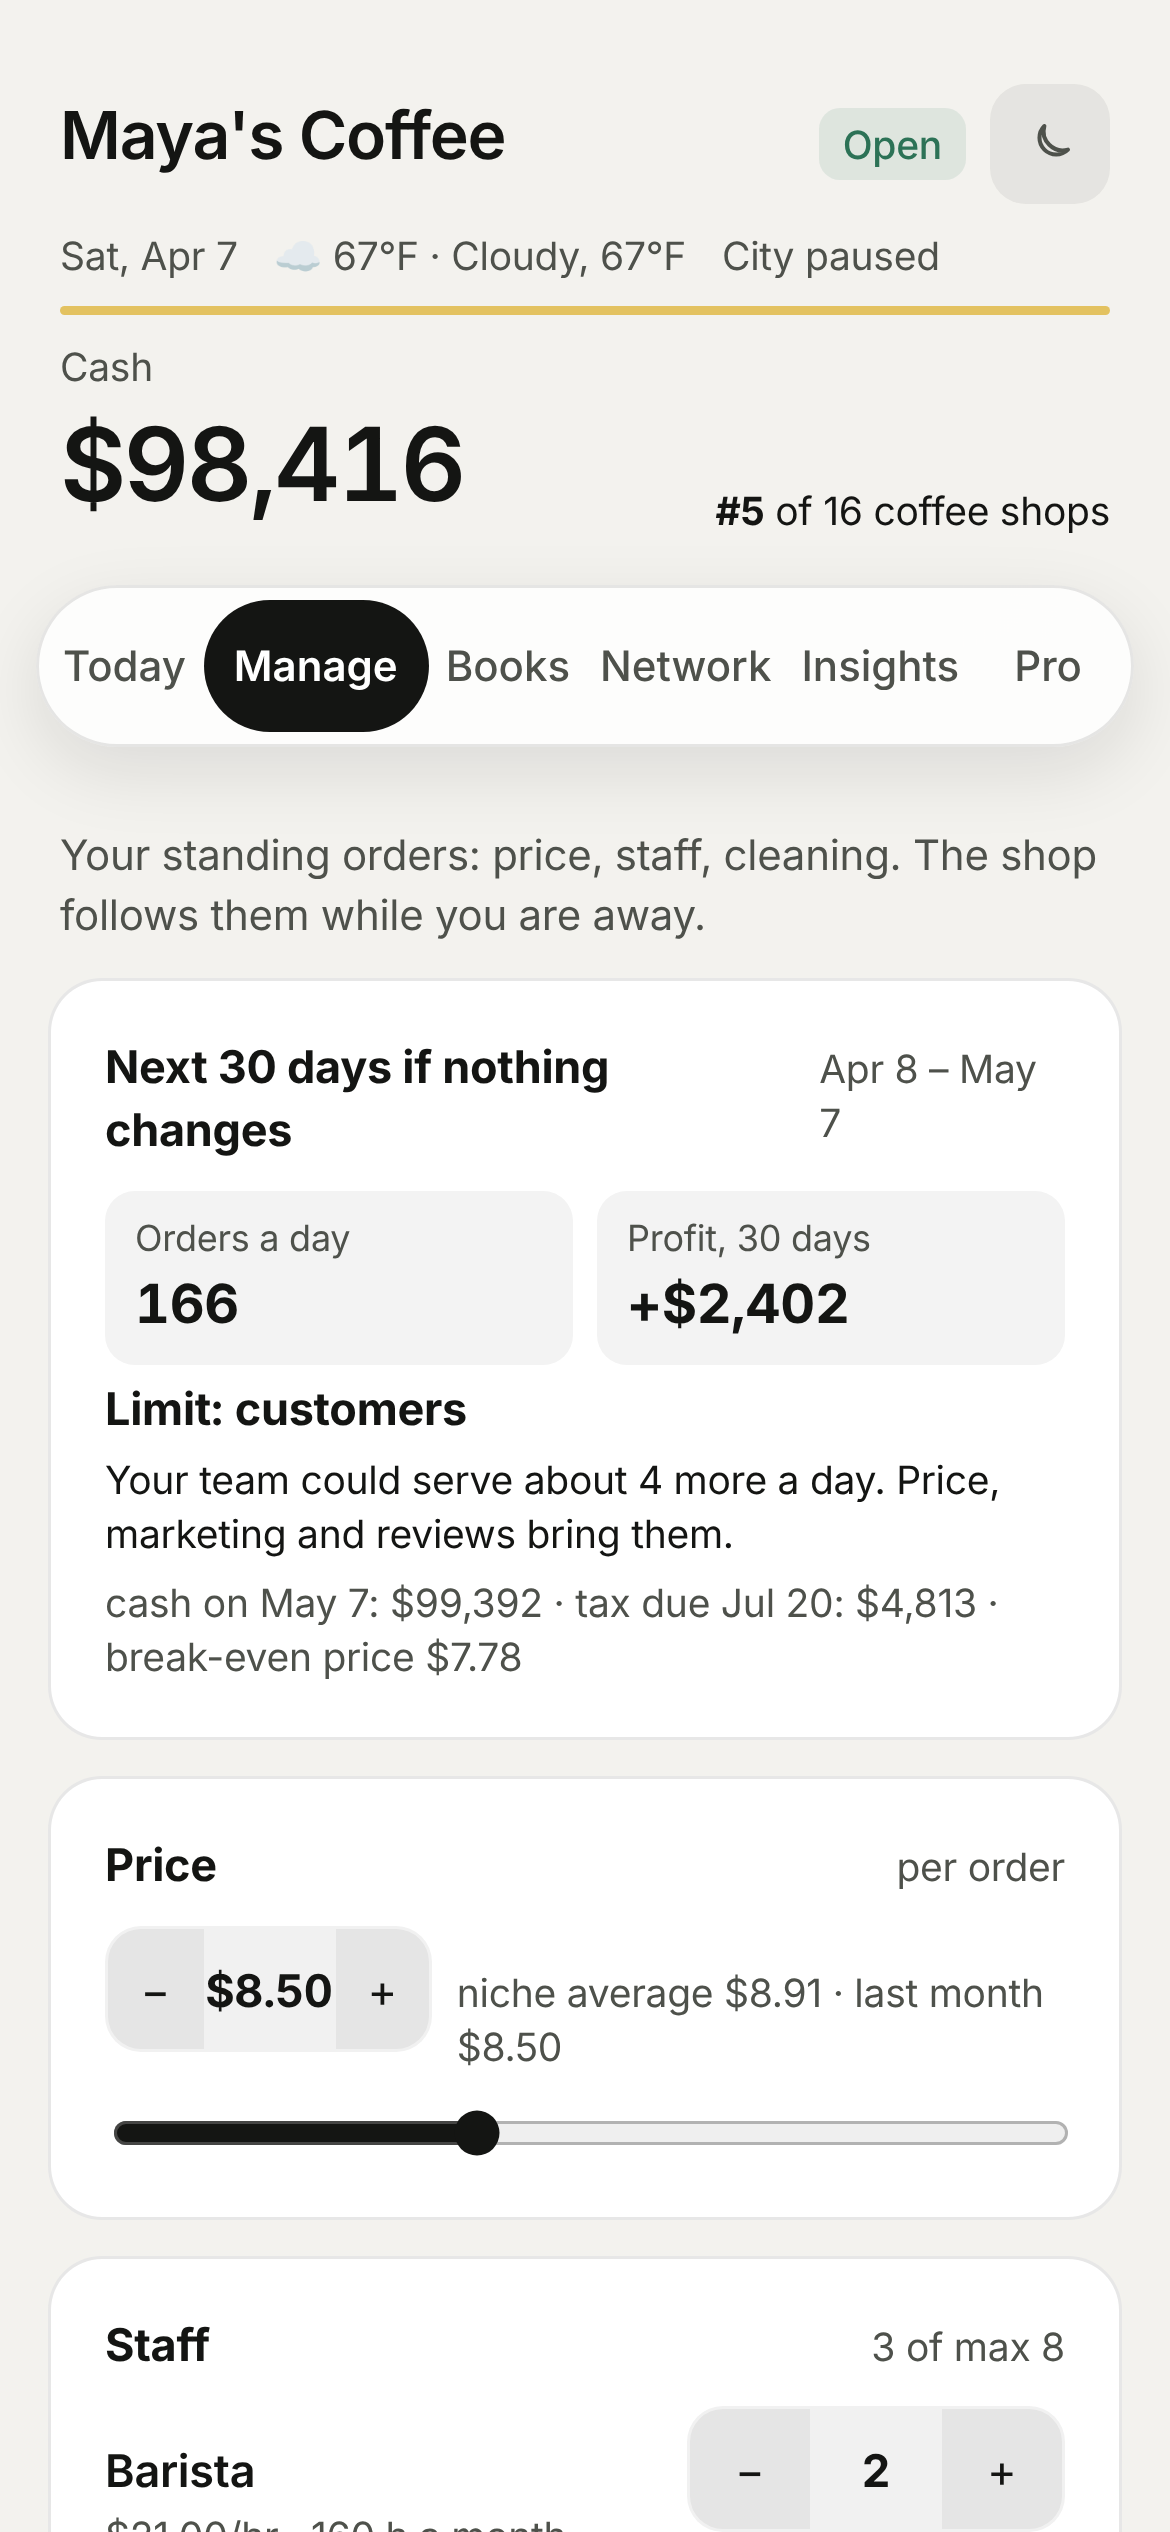 Maya's Coffee
Open
Sat, Apr 7 ☁️ 67°F · Cloudy, 67°F City paused
Cash
$98,416
#5 of 16 coffee shops
Today Manage Books Network Insights Pro
Your standing orders: price, staff, cleaning. The shop
follows them while you are away.
Next 30 days if nothing
changes
Apr 8 – May
7
Orders a day
166
Profit, 30 days
+$2,402
Limit: customers
Your team could serve about 4 more a day. Price,
marketing and reviews bring them.
cash on May 7: $99,392 · tax due Jul 20: $4,813 ·
break-even price $7.78
Price
per order
− $8.50 +
niche average $8.91 · last month
$8.50
Staff
3 of max 8
Barista
− 2 +
$21.00/hr · 160 h a month